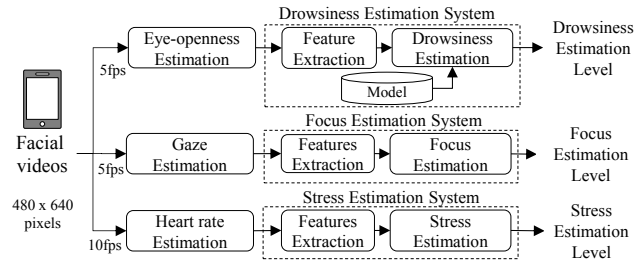 Drowsiness Estimation System
Eye-openness
Estimation
Feature
Extraction
Drowsiness
Estimation
Model
Drowsiness
Estimation
Level
5fps
Facial
videos
480 x 640
pixels
Focus Estimation System
Gaze
Estimation
Features
Extraction
Focus
Estimation
Focus
Estimation
Level
5fps
Stress Estimation System
Heart rate
Estimation
Features
Extraction
Stress
Estimation
Stress
Estimation
Level
10fps